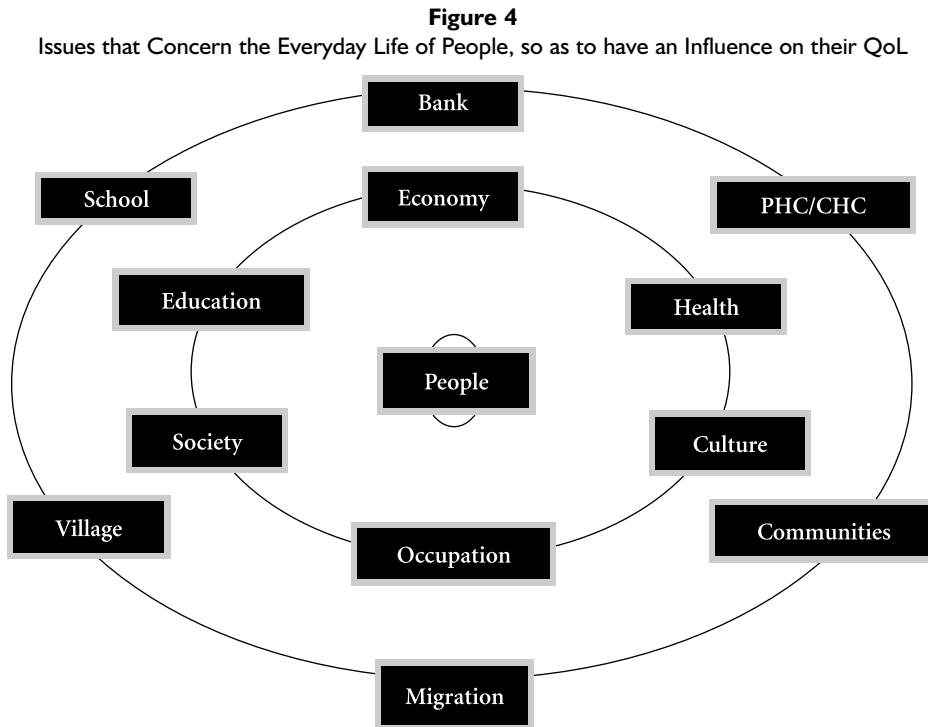 Figure 4
Issues that Concern the Everyday Life of People, so as to have an Influence on their QoL
Bank
School
Economy
PHC/CHC
Education
Health
People
Society
Culture
Village
Communities
Occupation
Migration